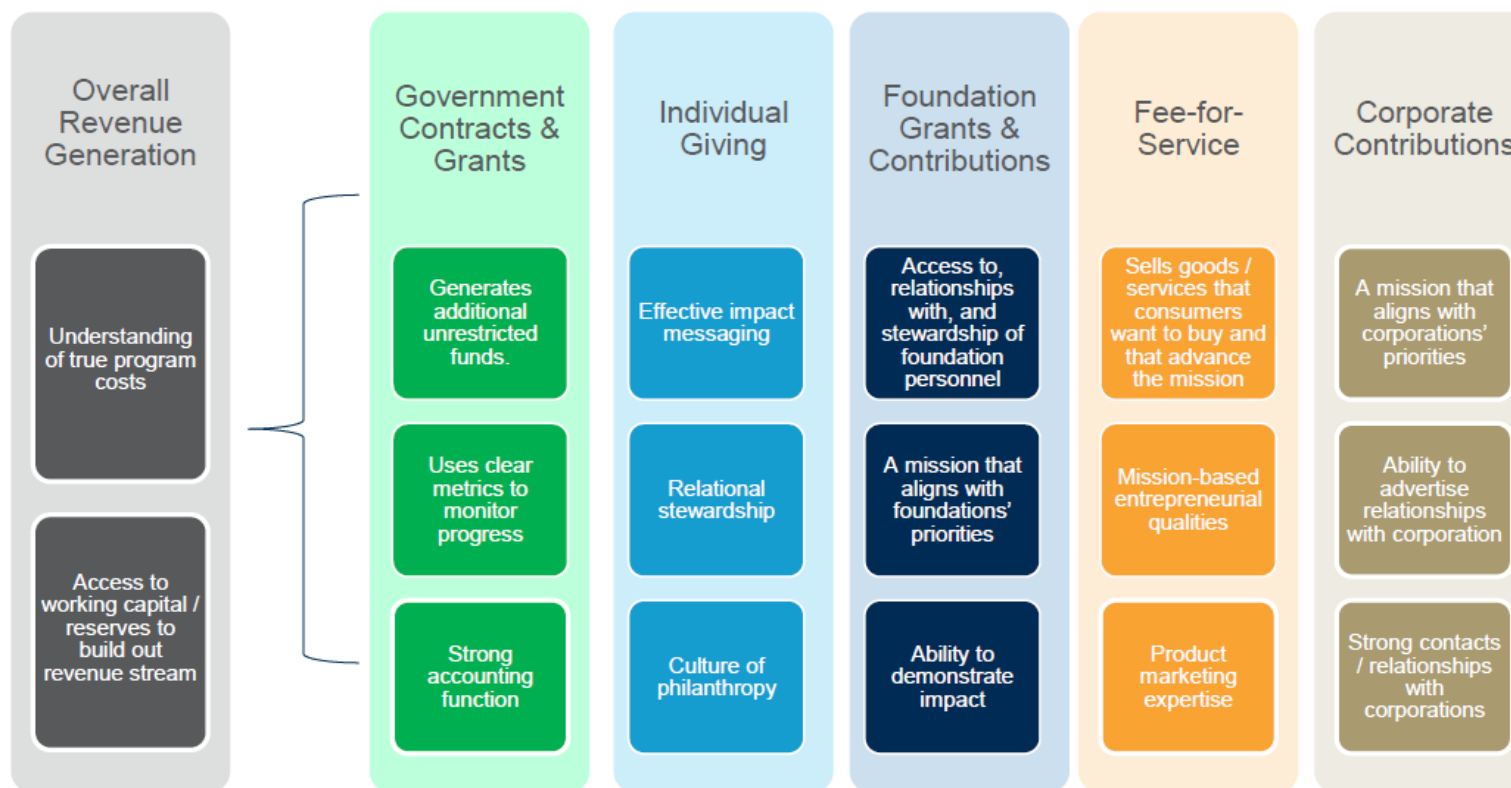 Overall
Revenue
Generation
Understanding
of true program
costs
Access to
working capital /
reserves to
build out
revenue stream
Government
Contracts &
Grants
Generates
additional
unrestricted
funds.
Uses clear
metrics to
monitor
progress
Strong
accounting
function
Individual
Giving
Effective impact
messaging
Relational
stewardship
Culture of
philanthropy
Foundation
Grants &
Contributions
Access to,
relationships
with, and
stewardship of
foundation
personnel
A mission that
aligns with
foundations’
priorities
Ability to
demonstrate
impact
Fee-for-
Service
Sells goods /
services that
consumers
want to buy and
that advance
the mission
Mission-based
entrepreneurial
qualities
Product
marketing
expertise
Corporate
Contributions
A mission that
aligns with
corporations’
priorities
Ability to
advertise
relationships
with corporation
Strong contacts
/ relationships
with
corporations